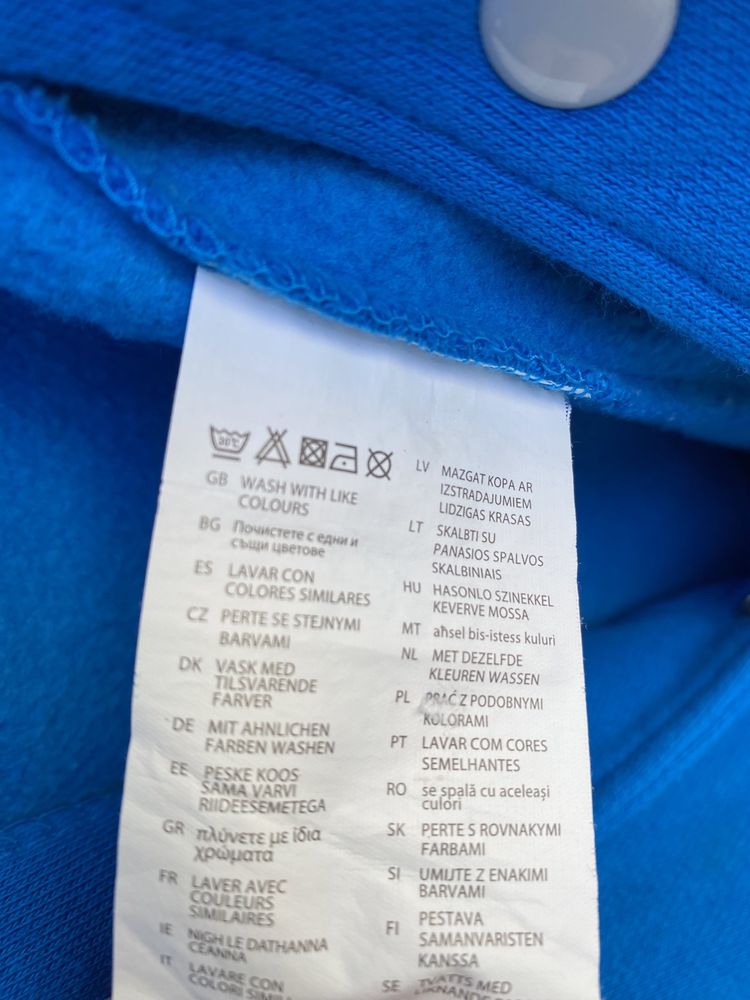 30°C
GB WASH WITH LIKE
COLOURS
BG Почистете с едни и
същи цветове
ES LAVAR CON
COLORES SIMILARES
CZ PERTE SE STEJNYMI
BARVAMI
DK VASK MED
TILSVARENDE
FARVER
DE MIT AHNLICHEN
FARBEN WASHEN
EE PESKE KOOS
SAMA VARVI
RIIDEESEMETEGA
GR πλύνετε με ίδια
χρώματα
FR LAVER AVEC
COULEURS
SIMILAIRES
IE NIGH LE DATHANNA
CEANNA
IT LAVARE CON
COLORI SIMILI
LV MAZGAT KOPA AR
IZSTRADAJUMIEM
LIDZIGAS KRASAS
LT SKALBTI SU
PANASIOS SPALVOS
SKALBINIAIS
HU HASONLO SZINEKKEL
KEVERVE MOSSA
MT aħsel bis-istess kuluri
NL MET DEZELFDE
KLEUREN WASSEN
PL PRAĆ Z PODOBNYMI
KOLORAMI
PT LAVAR COM CORES
SEMELHANTES
RO se spală cu aceleași
culori
SK PERTE S ROVNAKYMI
FARBAMI
SI UMIJTE Z ENAKIMI
BARVAMI
FI PESTAVA
SAMANVARISTEN
KANSSA
SE TVATTS MED